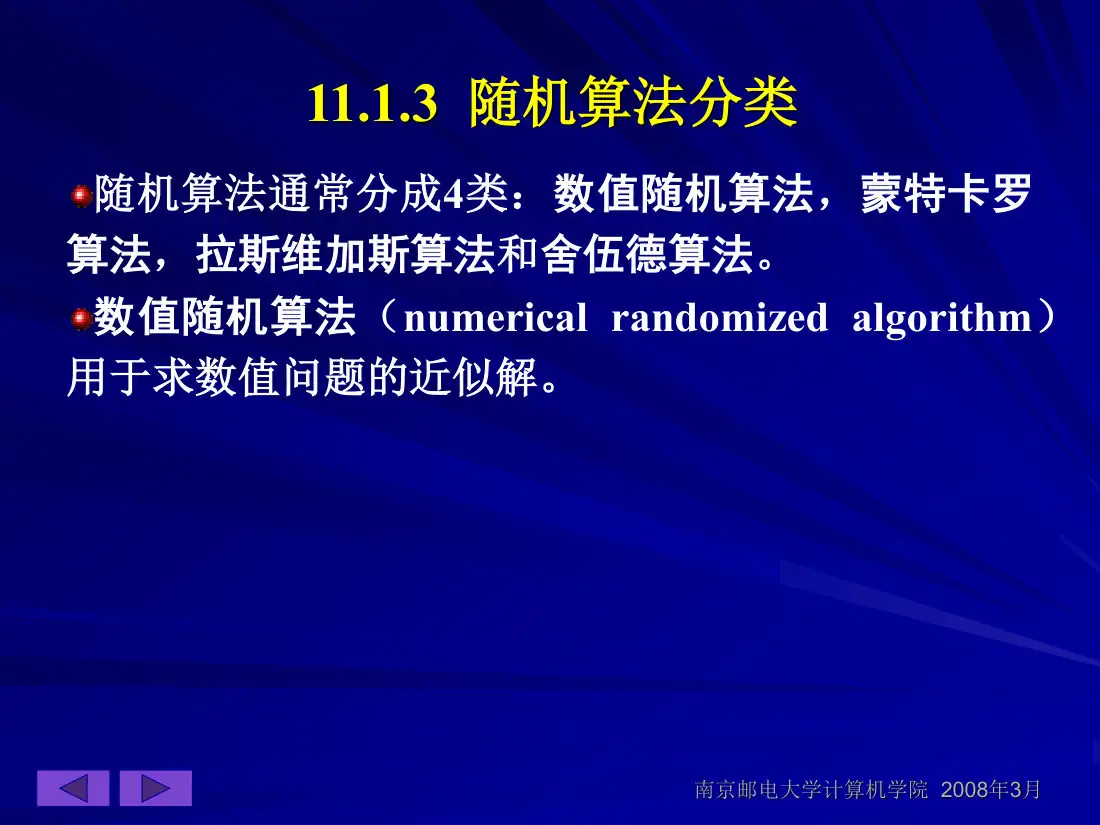 11.1.3 随机算法分类
随机算法通常分成4类：数值随机算法，蒙特卡罗
算法，拉斯维加斯算法和舍伍德算法。
数值随机算法（numerical randomized algorithm）
用于求数值问题的近似解。
南京邮电大学计算机学院 2008年3月